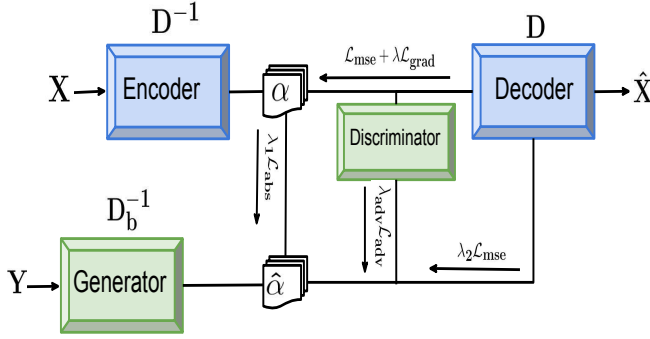 D⁻¹
D
ℒmse + λℒgrad
X
Encoder
α
Decoder
X̂
Discriminator
λ₁ℒabs
λadvℒadv
D_b⁻¹
λ₂ℒmse
Y
Generator
α̂